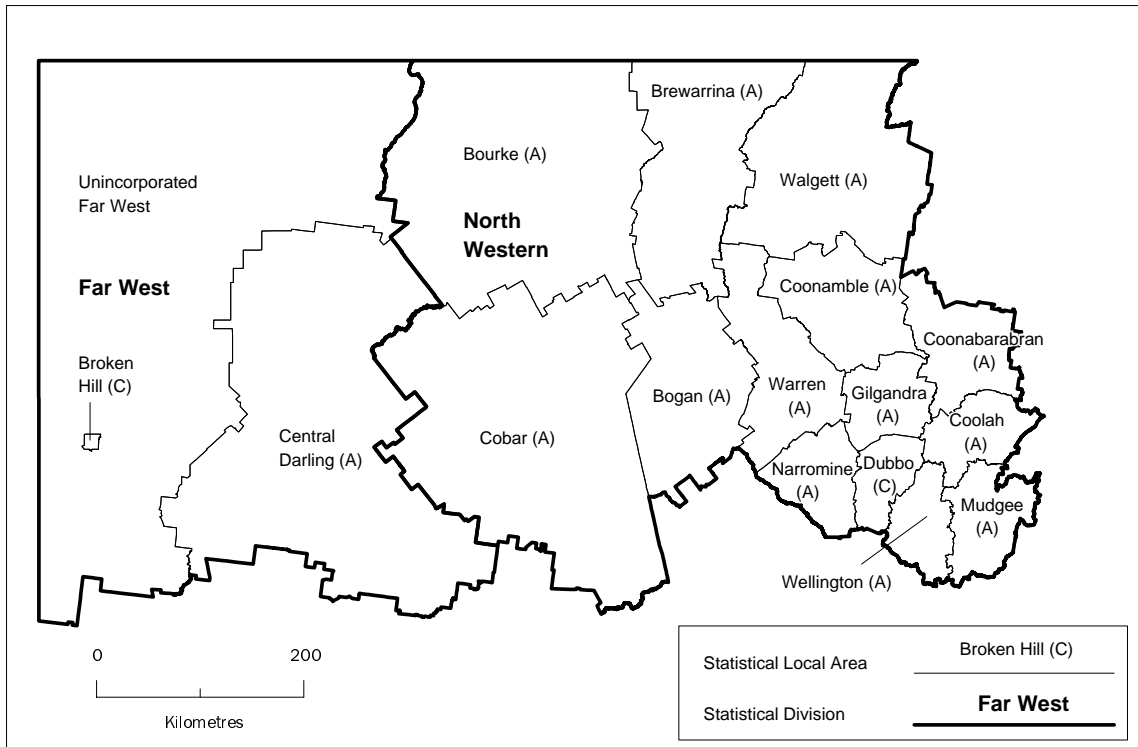 Brewarrina (A)
Bourke (A)
Walgett (A)
Unincorporated
Far West
North
Western
Far West
Coonamble (A)
Coonabarabran
(A)
Broken
Hill (C)
Bogan (A)
Warren
(A)
Gilgandra
(A)
Coolah
(A)
Central
Darling (A)
Cobar (A)
Narromine
(A)
Dubbo
(C)
Mudgee
(A)
Wellington (A)
0
200
Kilometres
Statistical Local Area
Broken Hill (C)
Statistical Division
Far West